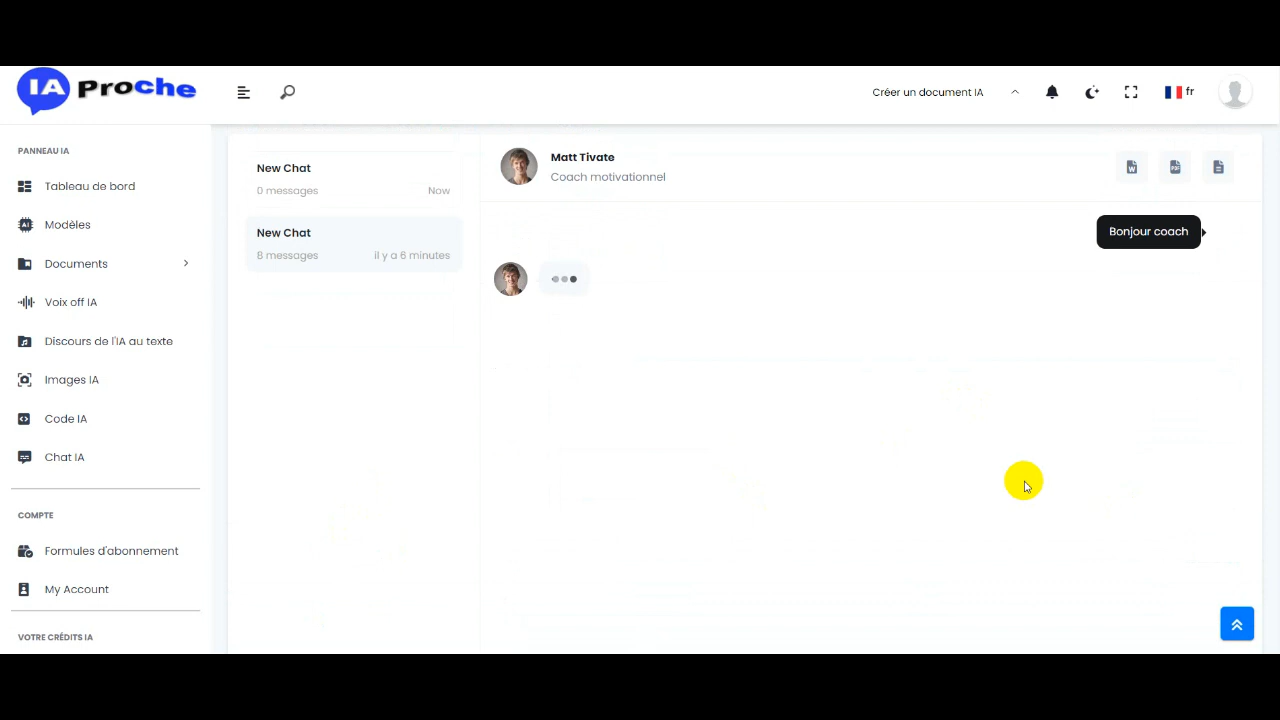 IA Proche
Créer un document IA
fr
PANNEAU IA
Tableau de bord
Modèles
Documents
Voix off IA
Discours de l'IA au texte
Images IA
Code IA
Chat IA
COMPTE
Formules d'abonnement
My Account
VOTRE CRÉDITS IA
New Chat
0 messages Now
New Chat
8 messages il y a 6 minutes
Matt Tivate
Coach motivationnel
Bonjour coach